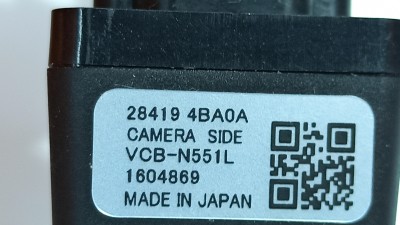 28419 4BA0A
CAMERA SIDE
VCB-N551L
1604869
MADE IN JAPAN